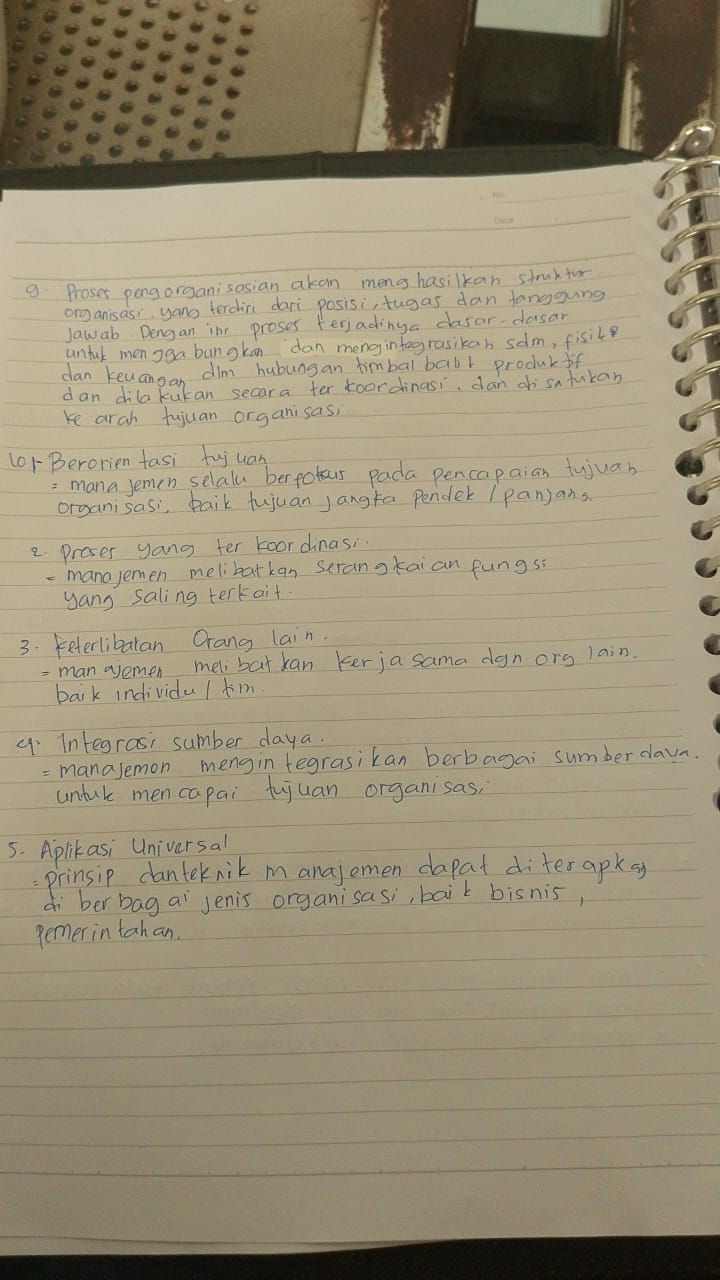 No.
Date
9. Proses pengorganisasian akan menghasilkan struktur
organisasi, yang terdiri dari posisi, tugas dan tanggung
jawab. Dengan ini proses terjadinya dasar-dasar
untuk menggabungkan dan mengintegrasikan sdm, fisik
dan keuangan dlm hubungan timbal balik produktif
dan dilakukan secara terkoordinasi, dan disatukan
ke arah tujuan organisasi
10. 1. Berorientasi tujuan
= manajemen selalu berfokus pada pencapaian tujuan
organisasi, baik tujuan jangka pendek / panjang.
2. Proses yang terkoordinasi.
= manajemen melibatkan serangkaian fungsi
yang saling terkait.
3. Keterlibatan Orang lain.
= manajemen melibatkan kerja sama dgn org lain.
baik individu / tim.
4. Integrasi sumber daya.
= manajemen mengintegrasikan berbagai sumber daya.
untuk mencapai tujuan organisasi
5. Aplikasi Universal
= prinsip dan teknik manajemen dapat diterapkan
di berbagai jenis organisasi, baik bisnis,
pemerintahan.